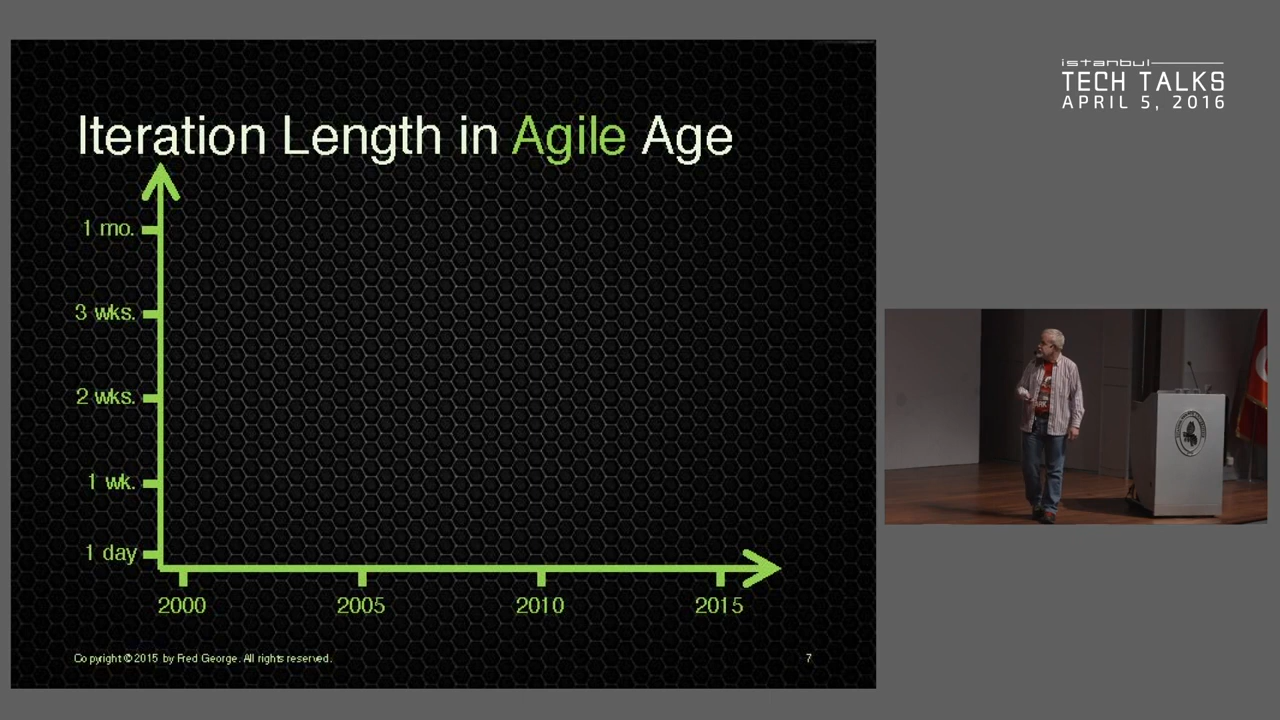 istanbul
TECH TALKS
APRIL 5, 2016
Iteration Length in Agile Age
1 mo.
3 wks.
2 wks.
1 wk.
1 day
2000 2005 2010 2015
Copyright © 2015 by Fred George. All rights reserved.
7